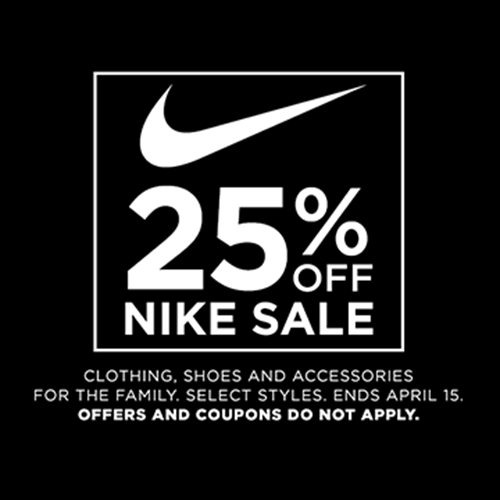 25% OFF
NIKE SALE
CLOTHING, SHOES AND ACCESSORIES
FOR THE FAMILY. SELECT STYLES. ENDS APRIL 15.
OFFERS AND COUPONS DO NOT APPLY.